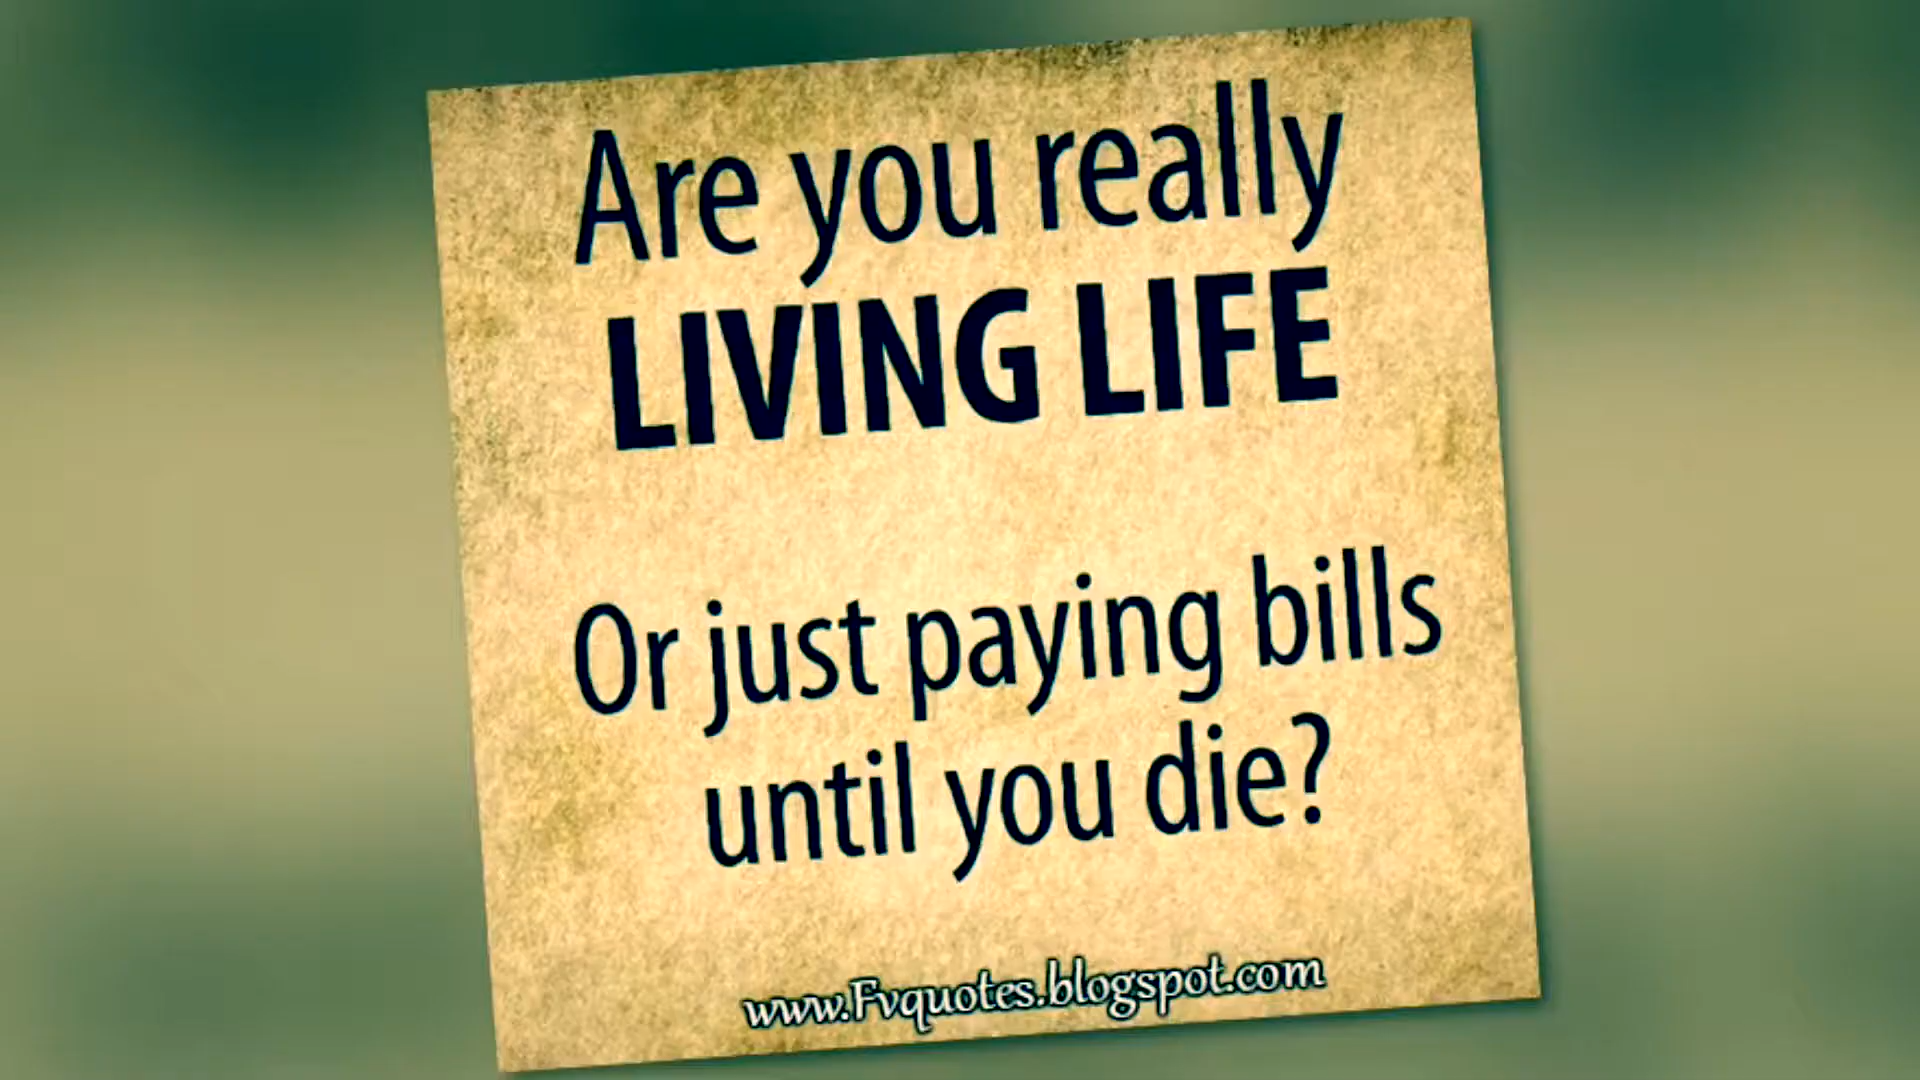 Are you really
LIVING LIFE
Or just paying bills
until you die?
www.Fvquotes.blogspot.com